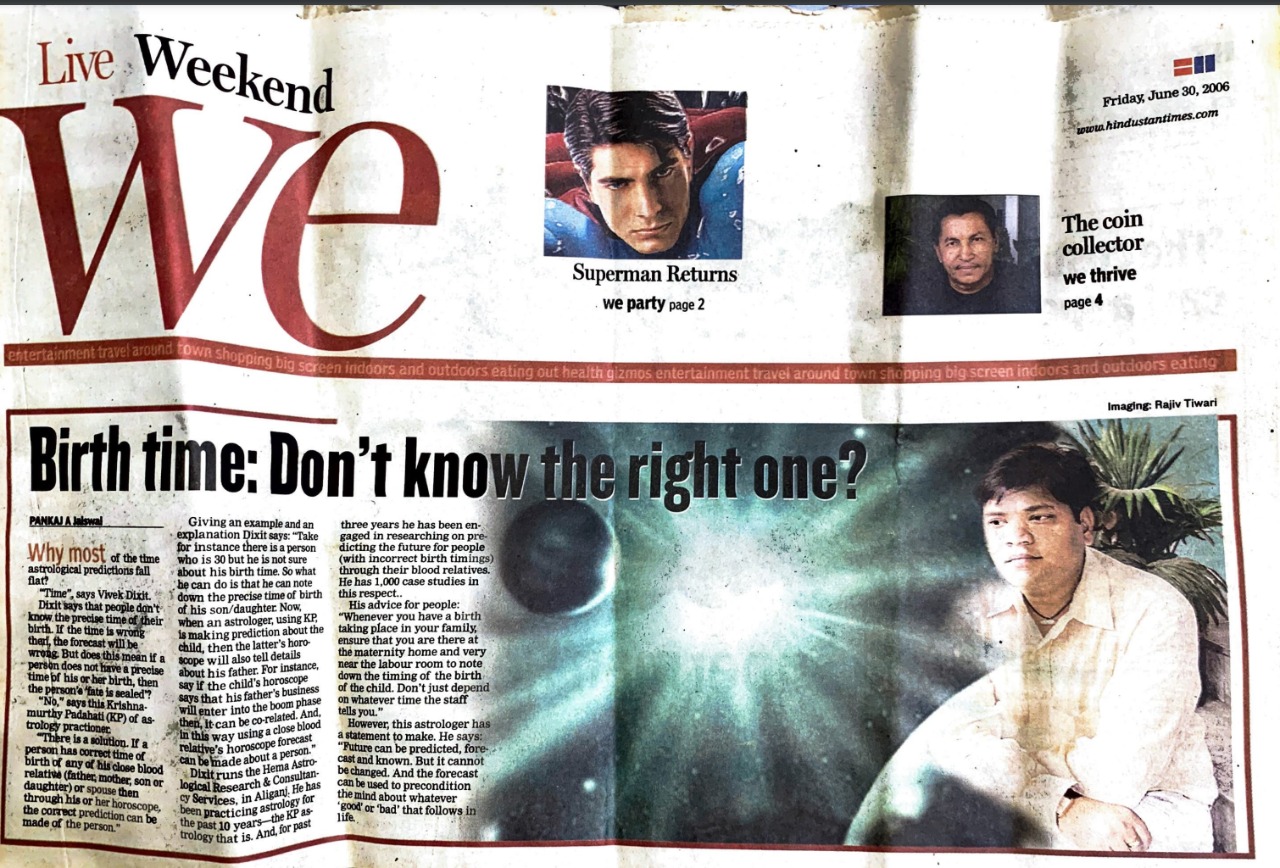 Live Weekend
we
Friday, June 30, 2006
www.hindustantimes.com
Superman Returns
we party page 2
The coin
collector
we thrive
page 4
entertainment travel around town shopping big screen indoors and outdoors eating out health gizmos entertainment travel around town shopping big screen indoors and outdoors eating
Imaging: Rajiv Tiwari
Birth time: Don't know the right one?
PANKAJ A Jaiswal
Why most of the time
astrological predictions fall
flat?
"Time", says Vivek Dixit.
Dixit says that people don't
know the precise time of their
birth. If the time is wrong
then, the forecast will be
wrong. But does this mean if a
person does not have a precise
time of his or her birth, then
the person's 'fate is sealed'?
"No," says this Krishna-
murthy Padahati (KP) of as-
trology practioner.
"There is a solution. If a
person has correct time of
birth of any of his close blood
relative (father, mother, son or
daughter) or spouse then
through his or her horoscope,
the correct prediction can be
made of the person."
Giving an example and an
explanation Dixit says: "Take
for instance there is a person
who is 30 but he is not sure
about his birth time. So what
he can do is that he can note
down the precise time of birth
of his son/daughter. Now,
when an astrologer, using KP,
is making prediction about the
child, then the latter's horo-
scope will also tell details
about his father. For instance,
say if the child's horoscope
says that his father's business
will enter into the boom phase
then, it can be co-related. And,
in this way using a close blood
relative's horoscope forecast
can be made about a person."
Dixit runs the Hema Astro-
logical Research & Consultan-
cy Services, in Aliganj. He has
been practicing astrology for
the past 10 years—the KP as-
trology that is. And, for past
three years he has been en-
gaged in researching on pre-
dicting the future for people
(with incorrect birth timings)
through their blood relatives.
He has 1,000 case studies in
this respect..
His advice for people:
"Whenever you have a birth
taking place in your family,
ensure that you are there at
the maternity home and very
near the labour room to note
down the timing of the birth
of the child. Don't just depend
on whatever time the staff
tells you."
However, this astrologer has
a statement to make. He says:
"Future can be predicted, fore-
cast and known. But it cannot
be changed. And the forecast
can be used to precondition
the mind about whatever
'good' or 'bad' that follows in
life.